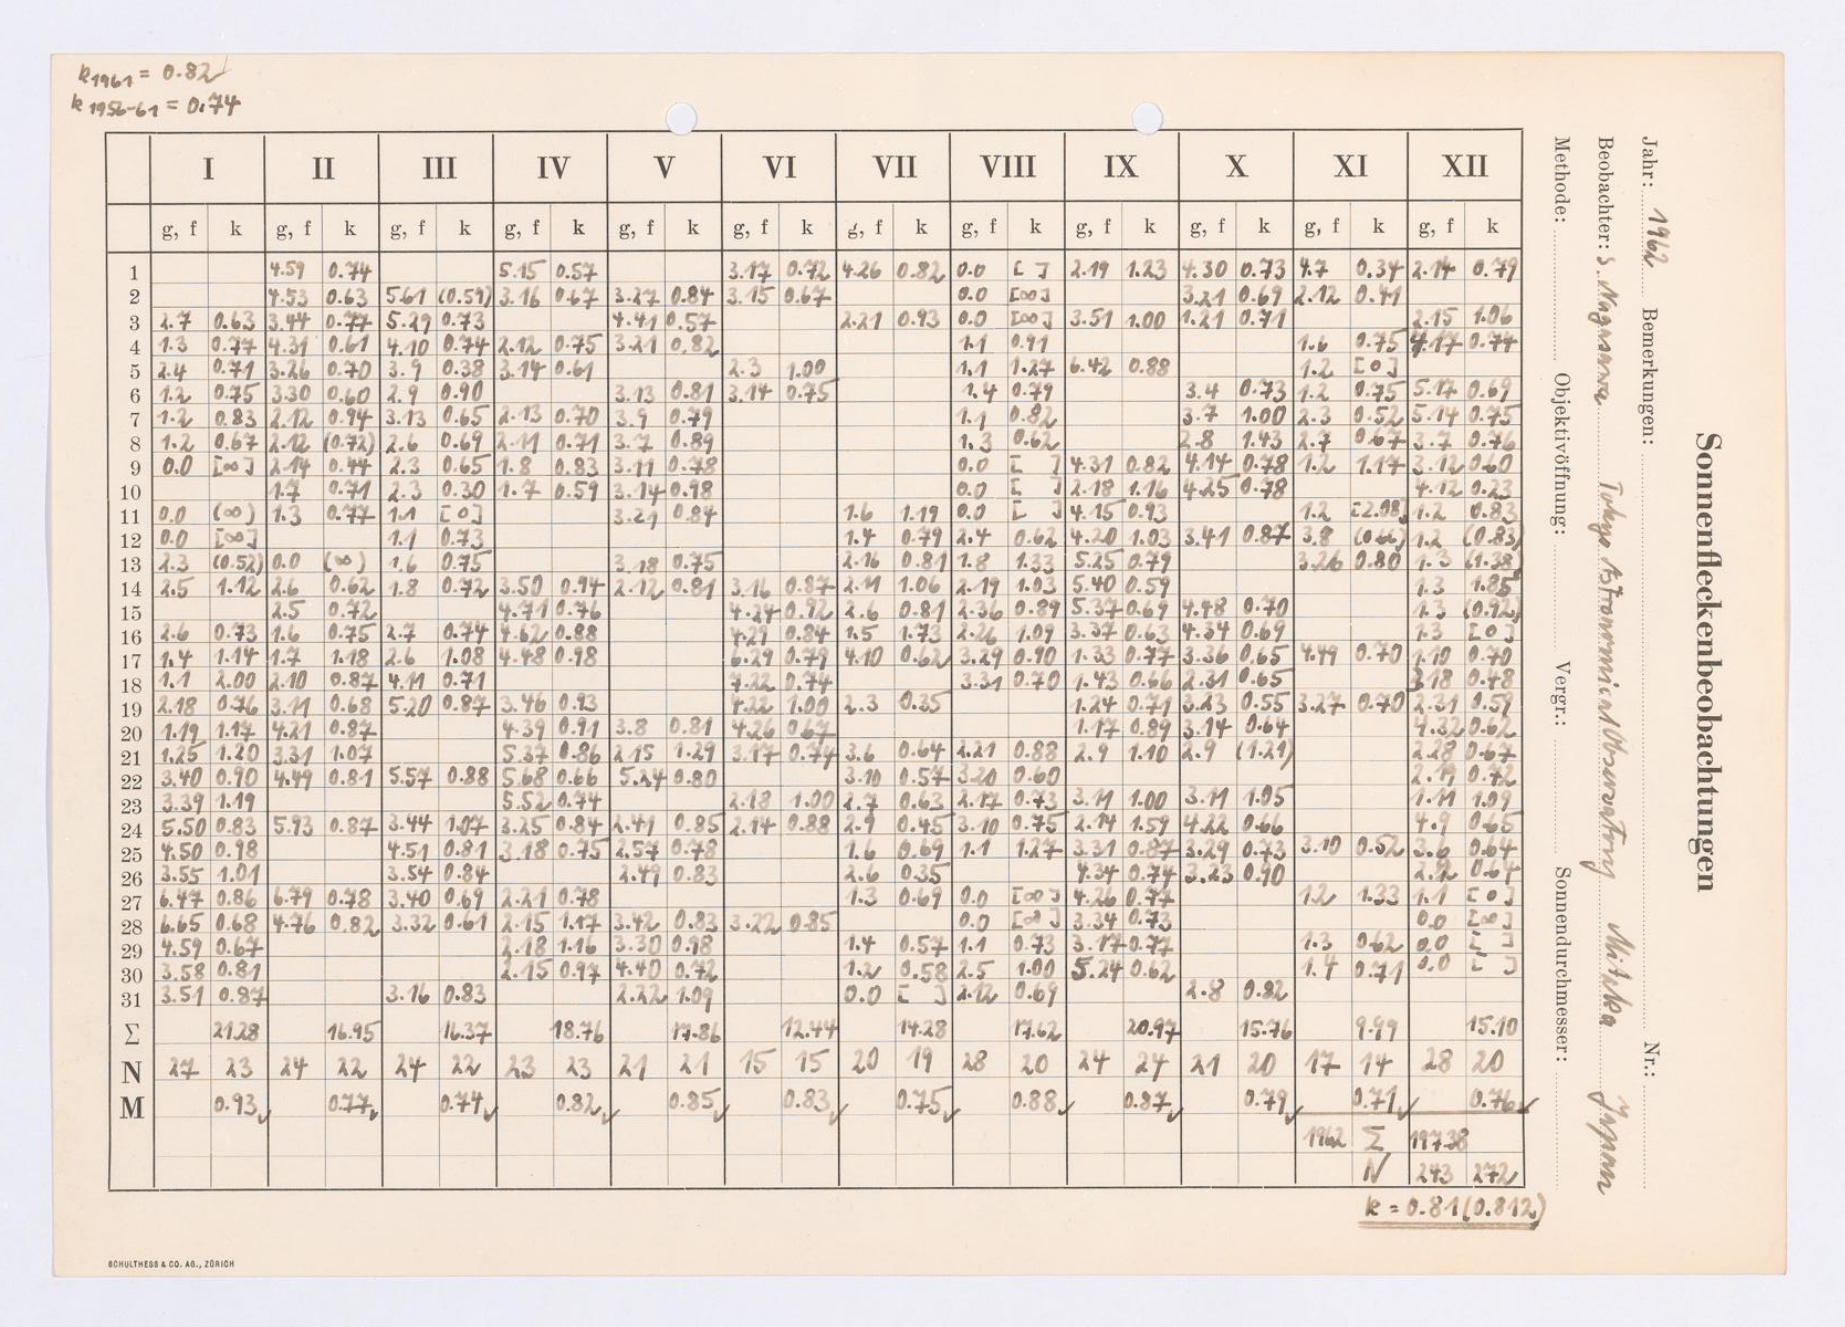 k1961 = 0.82
k1956-61 = 0.74
I II III IV V VI VII VIII IX X XI XII
g, f k g, f k g, f k g, f k g, f k g, f k g, f k g, f k g, f k g, f k g, f k g, f k
1 4.59 0.74 5.15 0.57 3.17 0.72 4.26 0.82 0.0 [ ] 2.19 1.23 4.30 0.73 4.7 0.34 2.14 0.79
2 4.53 0.63 5.61 (0.59) 3.16 0.67 3.27 0.84 3.15 0.67 0.0 [∞] 3.21 0.69 2.12 0.41
3 2.7 0.63 3.44 0.77 5.29 0.73 4.41 0.57 2.21 0.93 0.0 [∞] 3.51 1.00 1.21 0.71 2.15 1.06
4 1.3 0.77 4.31 0.61 4.10 0.74 2.12 0.75 3.21 0.82 1.1 0.91 1.6 0.75 4.17 0.74
5 2.4 0.71 3.26 0.70 3.9 0.38 3.14 0.61 2.3 1.00 1.1 1.27 6.42 0.88 1.2 [0]
6 1.2 0.75 3.30 0.60 2.9 0.90 3.13 0.81 3.14 0.75 1.4 0.79 3.4 0.73 1.2 0.75 5.17 0.69
7 1.2 0.83 2.12 0.94 3.13 0.65 2.13 0.70 3.9 0.79 1.1 0.82 3.7 1.00 2.3 0.52 5.14 0.75
8 1.2 0.67 2.12 (0.72) 2.6 0.69 2.11 0.71 3.7 0.89 1.3 0.62 2.8 1.43 2.7 0.67 3.7 0.76
9 0.0 [∞] 2.14 0.44 2.3 0.65 1.8 0.83 3.11 0.78 0.0 [ ] 4.31 0.82 4.14 0.78 1.2 1.17 3.12 0.60
10 1.7 0.71 2.3 0.30 1.7 0.59 3.14 0.98 0.0 [ ] 2.18 1.16 4.25 0.78 4.12 0.23
11 0.0 (∞) 1.3 0.77 1.1 [0] 3.21 0.84 1.6 1.19 0.0 [ ] 4.15 0.93 1.2 [2.08] 1.2 0.83
12 0.0 [∞] 1.1 0.73 1.4 0.79 2.4 0.62 4.20 1.03 3.41 0.87 3.8 (0.66) 1.2 (0.83)
13 2.3 (0.52) 0.0 (∞) 1.6 0.75 3.18 0.75 2.16 0.81 1.8 1.33 5.25 0.79 3.26 0.80 1.3 (1.38)
14 2.5 1.12 2.6 0.62 1.8 0.72 3.50 0.94 2.12 0.81 3.16 0.87 2.11 1.06 2.19 1.03 5.40 0.59 1.3 1.85
15 2.5 0.72 4.71 0.76 4.24 0.92 2.6 0.81 2.36 0.89 5.37 0.69 4.48 0.70 1.3 (0.92)
16 2.6 0.73 1.6 0.75 2.7 0.74 4.62 0.88 4.29 0.84 1.5 1.73 2.26 1.09 3.37 0.63 4.34 0.69 1.3 [0]
17 1.4 1.14 1.7 1.18 2.6 1.08 4.48 0.98 6.29 0.79 4.10 0.62 3.29 0.90 1.33 0.77 3.36 0.65 4.49 0.70 1.10 0.70
18 1.1 2.00 2.10 0.87 4.11 0.71 7.22 0.74 3.31 0.70 1.43 0.66 2.31 0.65 3.18 0.48
19 2.18 0.76 3.11 0.68 5.20 0.87 3.46 0.93 4.22 1.00 2.3 0.35 1.24 0.71 3.23 0.55 3.27 0.70 2.31 0.59
20 1.19 1.17 4.21 0.87 4.39 0.91 3.8 0.81 4.26 0.67 1.17 0.89 3.14 0.64 4.32 0.62
21 1.25 1.20 3.31 1.07 5.37 0.86 2.15 1.29 3.17 0.74 3.6 0.64 2.21 0.88 2.9 1.10 2.9 (1.21) 2.28 0.67
22 3.40 0.90 4.49 0.81 5.57 0.88 5.68 0.66 5.24 0.80 3.10 0.57 3.20 0.60 2.19 0.72
23 3.39 1.19 5.52 0.74 2.18 1.00 2.7 0.63 2.17 0.73 3.11 1.00 3.11 1.05 1.11 1.09
24 5.50 0.83 5.93 0.87 3.44 1.07 3.25 0.84 2.41 0.85 2.14 0.88 2.9 0.45 3.10 0.75 2.14 1.59 4.22 0.66 4.9 0.65
25 4.50 0.98 4.51 0.81 3.18 0.75 2.57 0.78 1.6 0.69 1.1 1.27 3.31 0.87 3.29 0.73 3.10 0.52 3.6 0.64
26 3.55 1.01 3.54 0.84 2.49 0.83 2.6 0.35 4.34 0.74 3.23 0.90 2.2 0.64
27 6.47 0.86 6.79 0.78 3.40 0.69 2.21 0.78 1.3 0.69 0.0 [∞] 4.26 0.77 1.2 1.33 1.1 [0]
28 6.65 0.68 4.76 0.82 3.32 0.61 2.15 1.17 3.42 0.83 3.22 0.85 0.0 [∞] 3.34 0.73 0.0 [∞]
29 4.59 0.67 2.18 1.16 3.30 0.98 1.4 0.57 1.1 0.73 3.17 0.77 1.3 0.62 0.0 [ ]
30 3.58 0.81 2.15 0.97 4.40 0.72 1.2 0.58 2.5 1.00 5.24 0.62 1.4 0.71 0.0 [ ]
31 3.51 0.87 3.16 0.83 2.22 1.09 0.0 [ ] 2.12 0.69 2.8 0.82
Σ 21.28 16.95 16.37 18.76 17.86 12.44 14.28 17.62 20.97 15.76 9.99 15.10
N 27 23 24 22 24 22 23 23 21 21 15 15 20 19 28 20 24 24 21 20 17 14 28 20
M 0.93✓ 0.77✓ 0.74✓ 0.82✓ 0.85✓ 0.83✓ 0.75✓ 0.88✓ 0.87✓ 0.79✓ 0.71✓ 0.76✓
1962 Σ 197.38
N 243 272
k = 0.81 (0.812)
SCHULTHESS & CO. AG., ZÜRICH
Sonnenfleckenbeobachtungen
Jahr: 1962 Bemerkungen: Nr.:
Beobachter: S. Nagasawa Tokyo Astronomical Observatory Mitaka Japan
Methode: Objektivöffnung: Vergr.: Sonnendurchmesser: